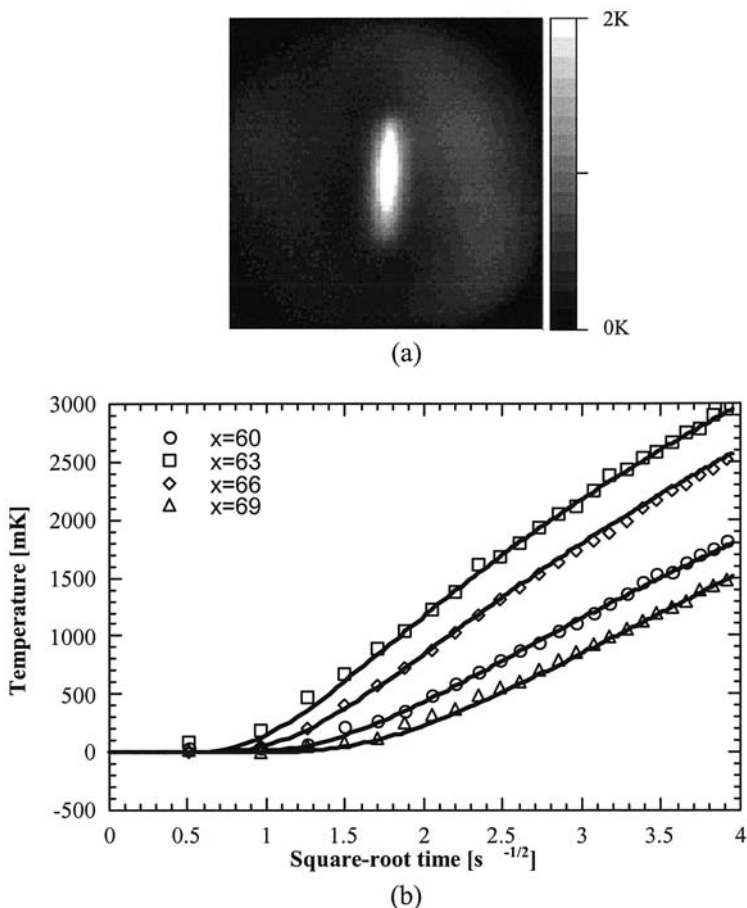 2K
0K
(a)
3000
2500
2000
1500
1000
500
0
-500
Temperature [mK]
x=60
x=63
x=66
x=69
0 0.5 1 1.5 2 2.5 3 3.5 4
Square-root time [s -1/2]
(b)